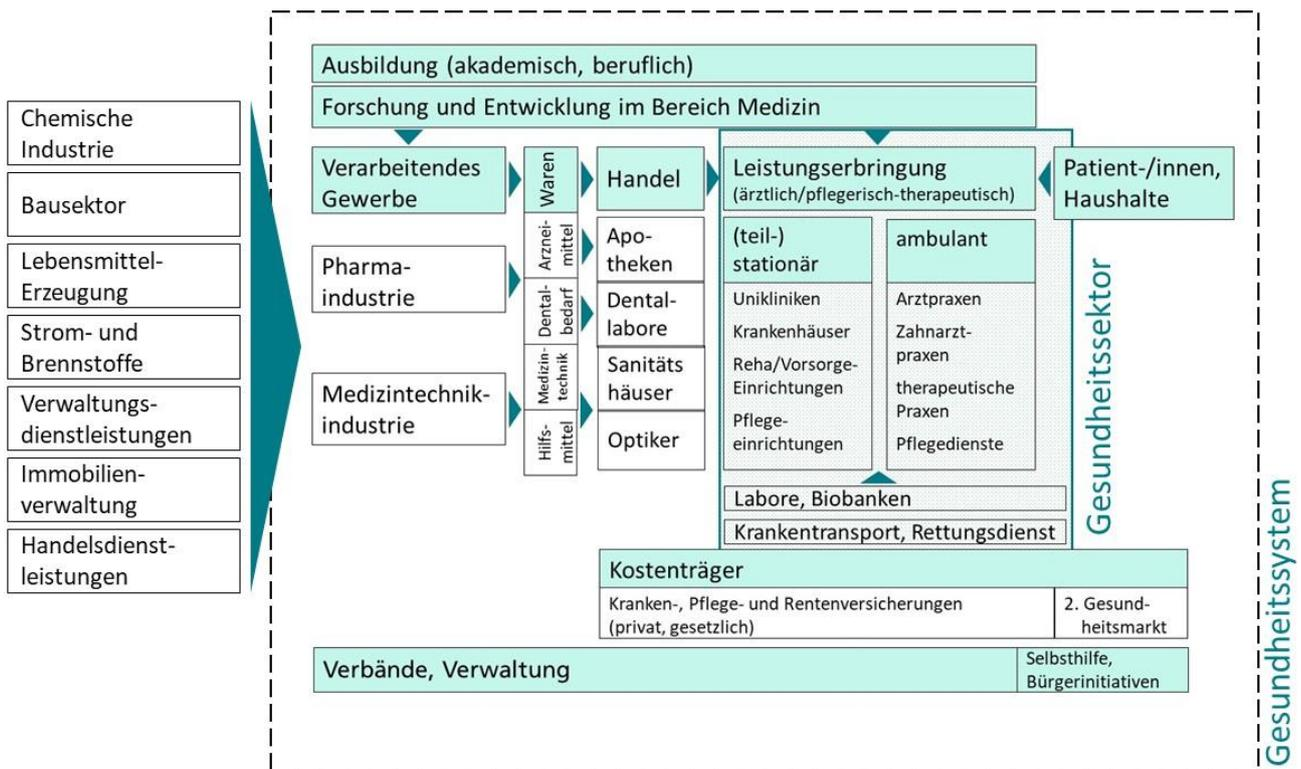 Chemische
Industrie
Bausektor
Lebensmittel-
Erzeugung
Strom- und
Brennstoffe
Verwaltungs-
dienstleistungen
Immobilien-
verwaltung
Handelsdienst-
leistungen
Ausbildung (akademisch, beruflich)
Forschung und Entwicklung im Bereich Medizin
Verarbeitendes
Gewerbe
Pharma-
industrie
Medizintechnik-
industrie
Waren
Arznei-
mittel
Dental-
bedarf
Medizin-
technik
Hilfs-
mittel
Handel
Apo-
theken
Dental-
labore
Sanitäts
häuser
Optiker
Leistungserbringung
(ärztlich/pflegerisch-therapeutisch)
(teil-)
stationär
Unikliniken
Krankenhäuser
Reha/Vorsorge-
Einrichtungen
Pflege-
einrichtungen
ambulant
Arztpraxen
Zahnarzt-
praxen
therapeutische
Praxen
Pflegedienste
Labore, Biobanken
Krankentransport, Rettungsdienst
Patient-/innen,
Haushalte
Gesundheitssektor
Kostenträger
Kranken-, Pflege- und Rentenversicherungen
(privat, gesetzlich)
2. Gesund-
heitsmarkt
Verbände, Verwaltung
Selbsthilfe,
Bürgerinitiativen
Gesundheitssystem